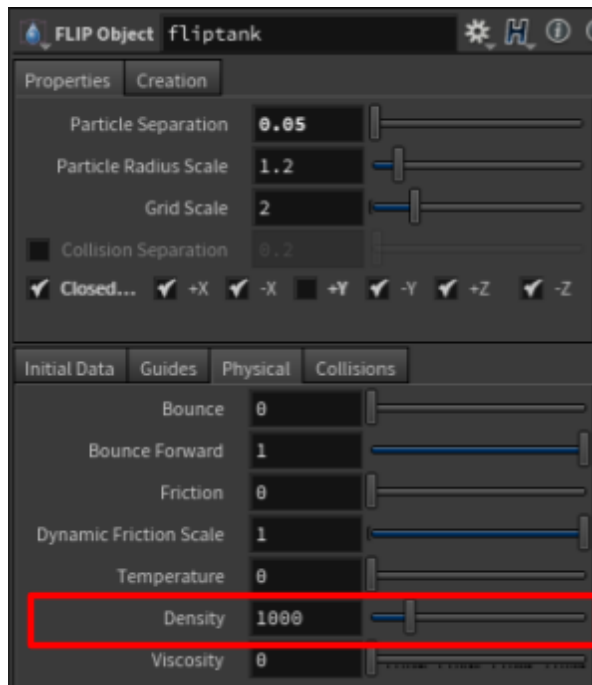 FLIP Object fliptank
Properties Creation
Particle Separation 0.05
Particle Radius Scale 1.2
Grid Scale 2
Collision Separation 0.2
Closed... +X -X +Y -Y +Z -Z
Initial Data Guides Physical Collisions
Bounce 0
Bounce Forward 1
Friction 0
Dynamic Friction Scale 1
Temperature 0
Density 1000
Viscosity 0